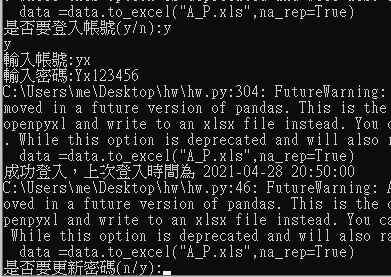 data =data.to_excel("A_P.xls",na_rep=True)
是否要登入帳號(y/n):y
y
輸入帳號:yx
輸入密碼:Yx123456
C:\Users\me\Desktop\hw\hw.py:304: FutureWarning:
moved in a future version of pandas. This is the
openpyxl and write to an xlsx file instead. You c
. While this option is deprecated and will also r
data =data.to_excel("A_P.xls",na_rep=True)
成功登入，上次登入時間為 2021-04-28 20:50:00
C:\Users\me\Desktop\hw\hw.py:46: FutureWarning: A
oved in a future version of pandas. This is the o
penpyxl and write to an xlsx file instead. You ca
While this option is deprecated and will also ra
data =data.to_excel("A_P.xls",na_rep=True)
是否要更新密碼(n/y):